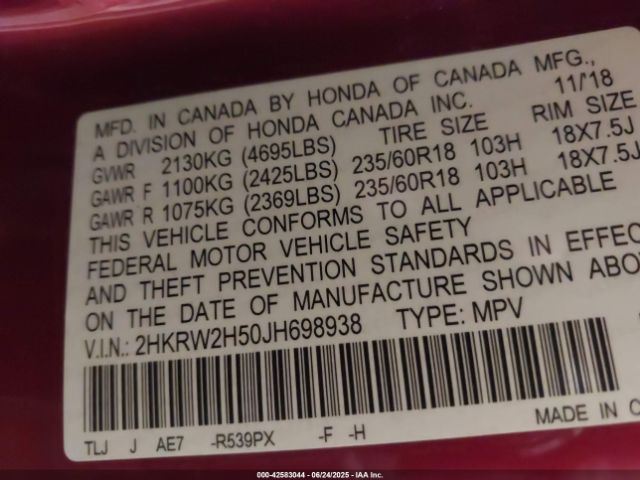 MFD. IN CANADA BY HONDA OF CANADA MFG.,
A DIVISION OF HONDA CANADA INC. 11/18
GVWR 2130KG (4695LBS) TIRE SIZE RIM SIZE
GAWR F 1100KG (2425LBS) 235/60R18 103H 18X7.5J
GAWR R 1075KG (2369LBS) 235/60R18 103H 18X7.5J
THIS VEHICLE CONFORMS TO ALL APPLICABLE
FEDERAL MOTOR VEHICLE SAFETY
AND THEFT PREVENTION STANDARDS IN EFFEC
ON THE DATE OF MANUFACTURE SHOWN ABO
V.I.N.: 2HKRW2H50JH698938 TYPE: MPV
TLJ J AE7 -R539PX -F -H MADE IN C
000-42583044 - 06/24/2025 - IAA Inc.